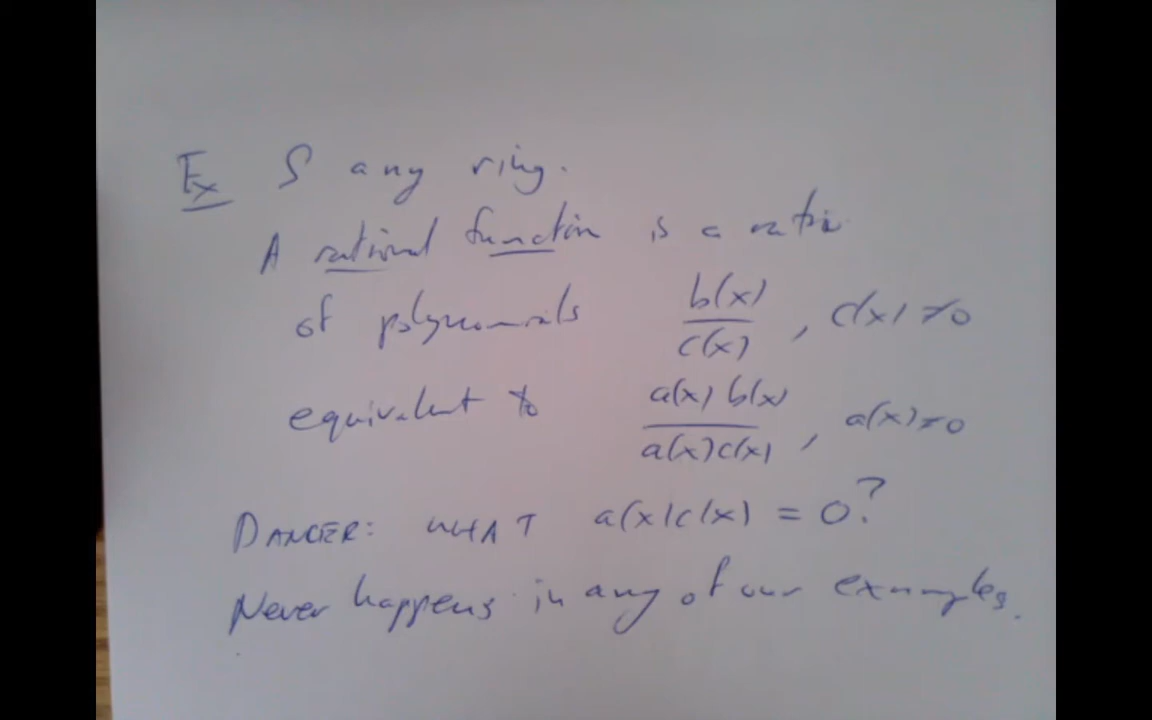 Ex S any ring.
A rational function is a ratio
of polynomials b(x)/c(x), c(x) ≠ 0
equivalent to a(x) b(x)/a(x) c(x), a(x) ≠ 0
DANGER: WHAT a(x) c(x) = 0?
Never happens in any of our examples.